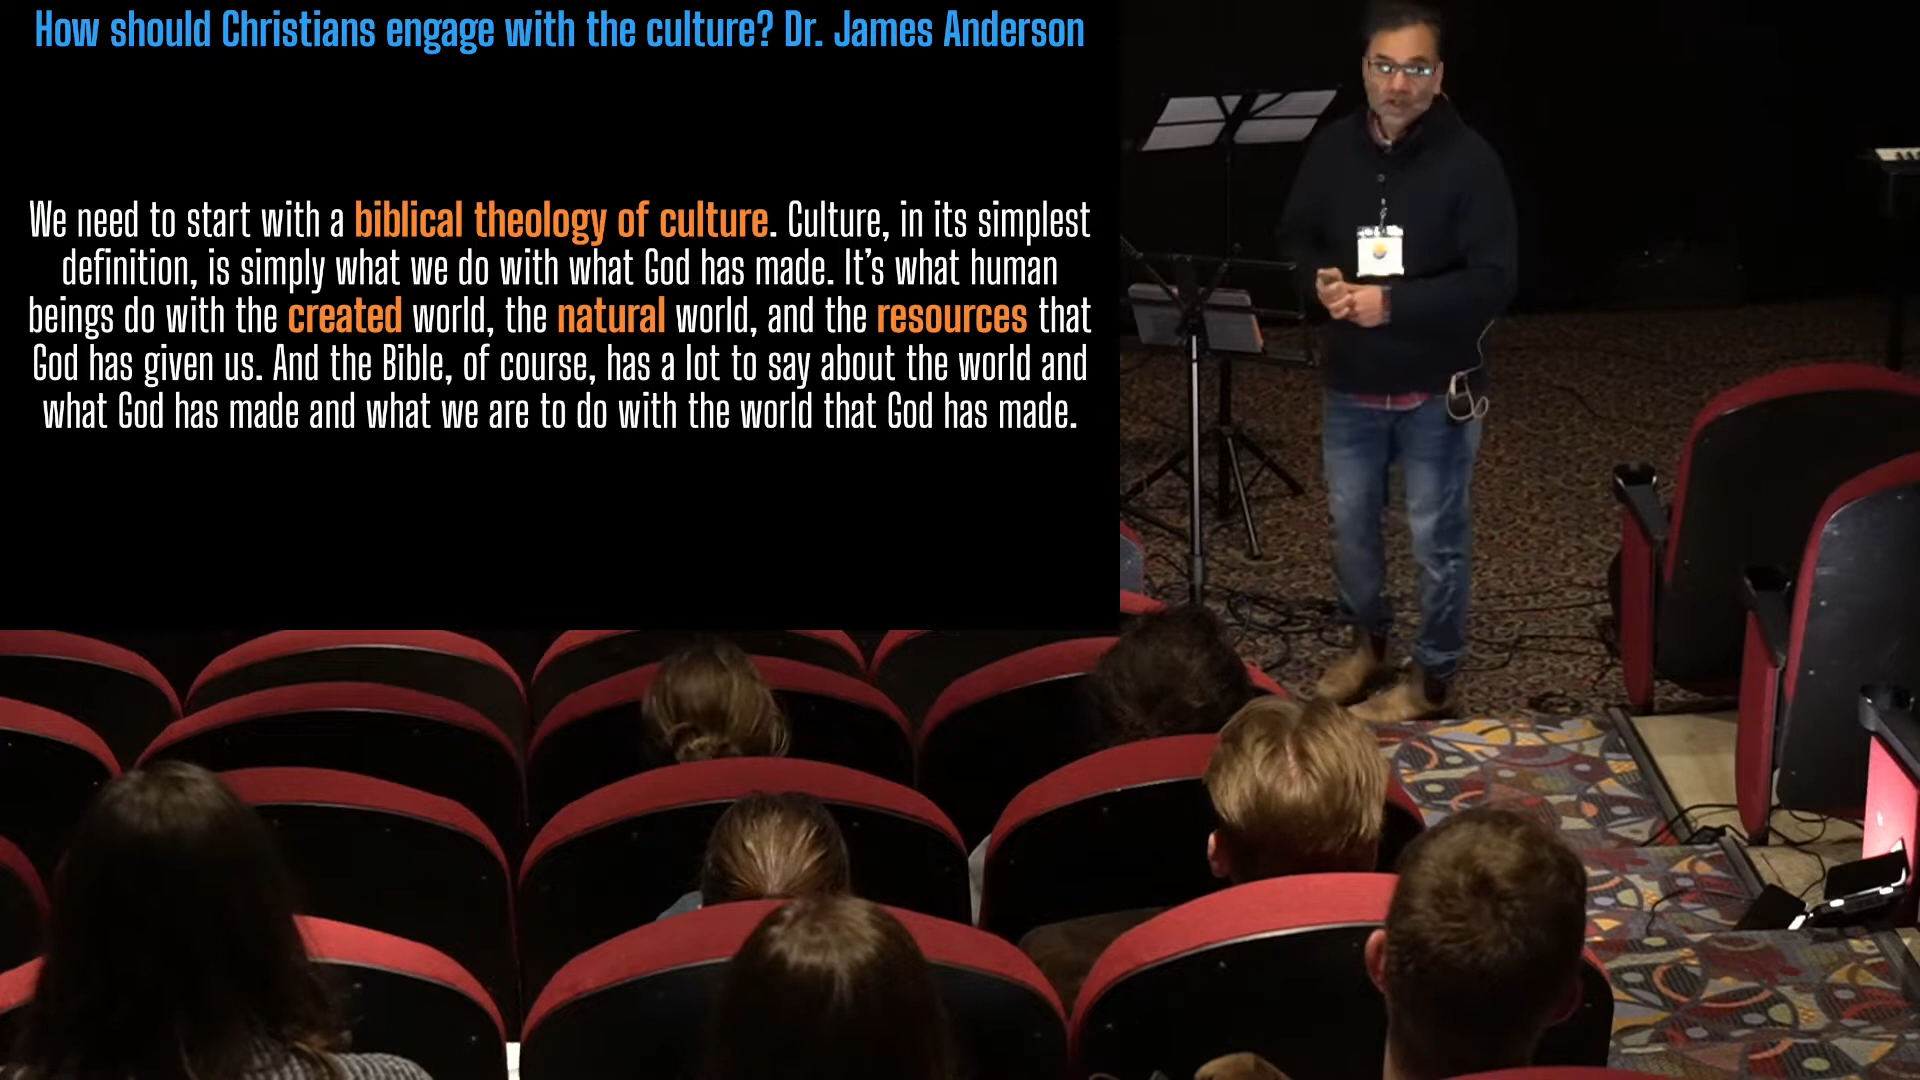 How should Christians engage with the culture? Dr. James Anderson
We need to start with a biblical theology of culture. Culture, in its simplest
definition, is simply what we do with what God has made. It’s what human
beings do with the created world, the natural world, and the resources that
God has given us. And the Bible, of course, has a lot to say about the world and
what God has made and what we are to do with the world that God has made.